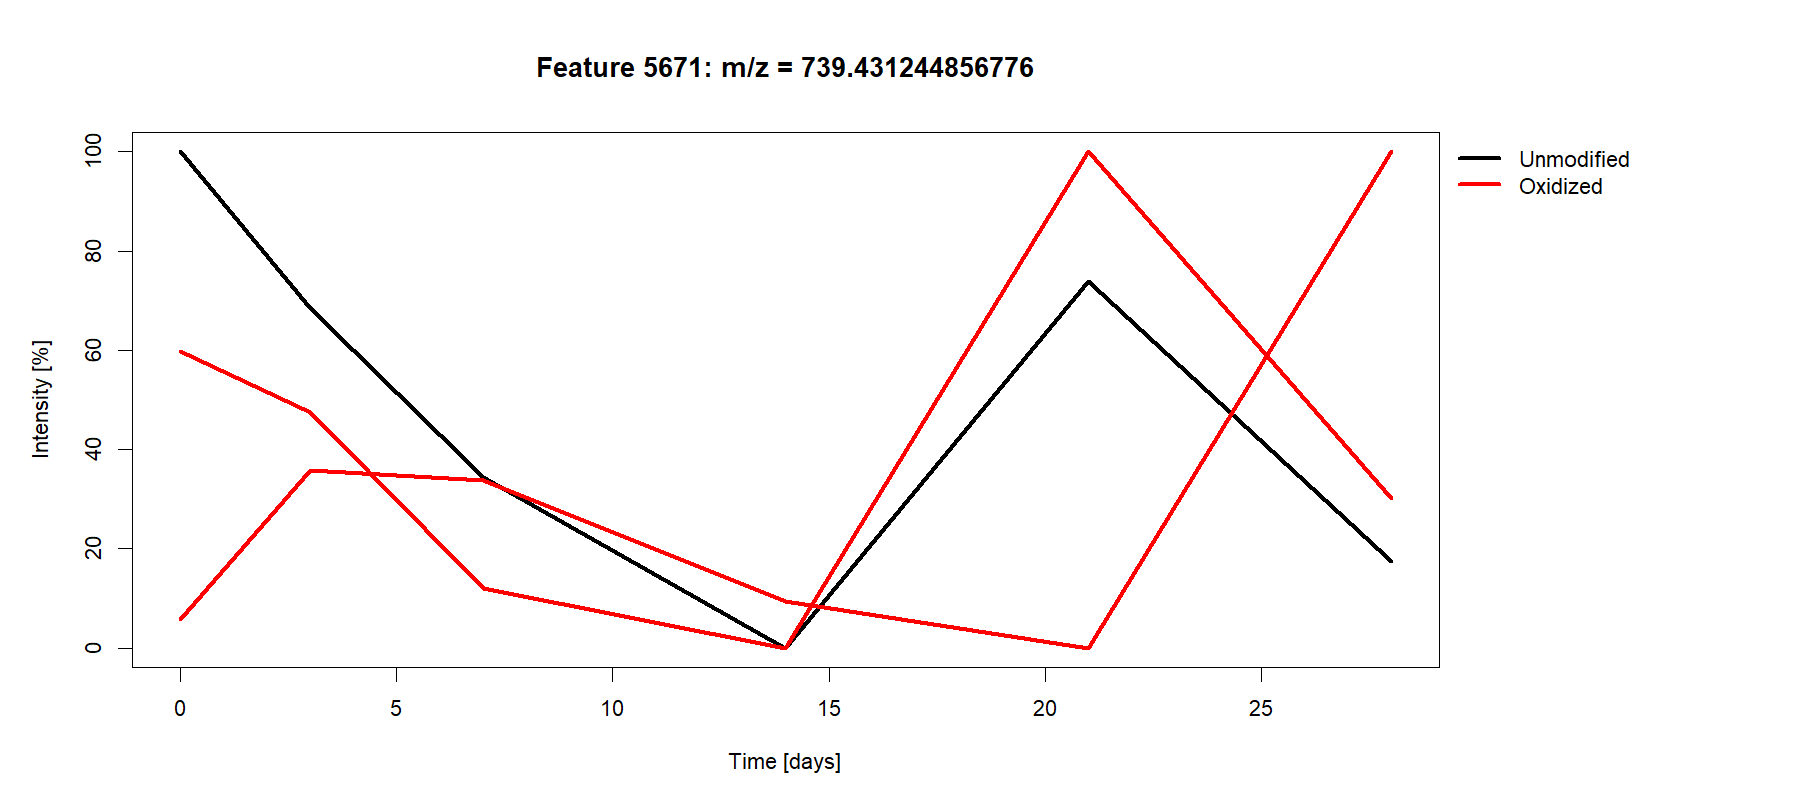 Feature 5671: m/z = 739.431244856776
Unmodified
Oxidized
Intensity [%]
100
80
60
40
20
0
0 5 10 15 20 25
Time [days]